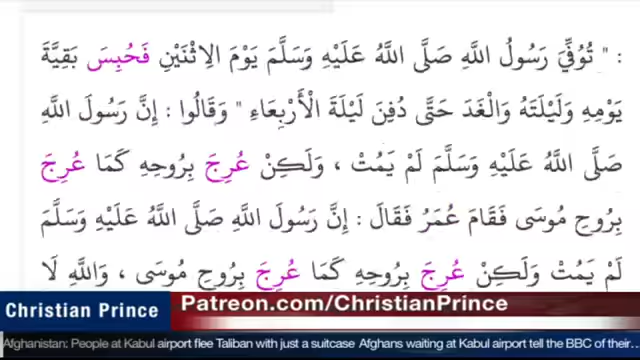 : " تُوُفِّيَ رَسُولُ اللَّهِ صَلَّى اللَّهُ عَلَيْهِ وَسَلَّمَ يَوْمَ الِاثْنَيْنِ فَحُبِسَ بَقِيَّةَ
يَوْمِهِ وَلَيْلَتَهُ وَالْغَدَ حَتَّى دُفِنَ لَيْلَةَ الْأَرْبِعَاءِ " وَقَالُوا : إِنَّ رَسُولَ اللَّهِ
صَلَّى اللَّهُ عَلَيْهِ وَسَلَّمَ لَمْ يَمُتْ ، وَلَكِنْ عُرِجَ بِرُوحِهِ كَمَا عُرِجَ
بِرُوحِ مُوسَى فَقَامَ عُمَرُ فَقَالَ : إِنَّ رَسُولَ اللَّهِ صَلَّى اللَّهُ عَلَيْهِ وَسَلَّمَ
لَمْ يَمُتْ وَلَكِنْ عُرِجَ بِرُوحِهِ كَمَا عُرِجَ بِرُوحِ مُوسَى ، وَاللَّهِ لَا
Christian Prince
Patreon.com/ChristianPrince
Afghanistan: People at Kabul airport flee Taliban with just a suitcase Afghans waiting at Kabul airport tell the BBC of their…